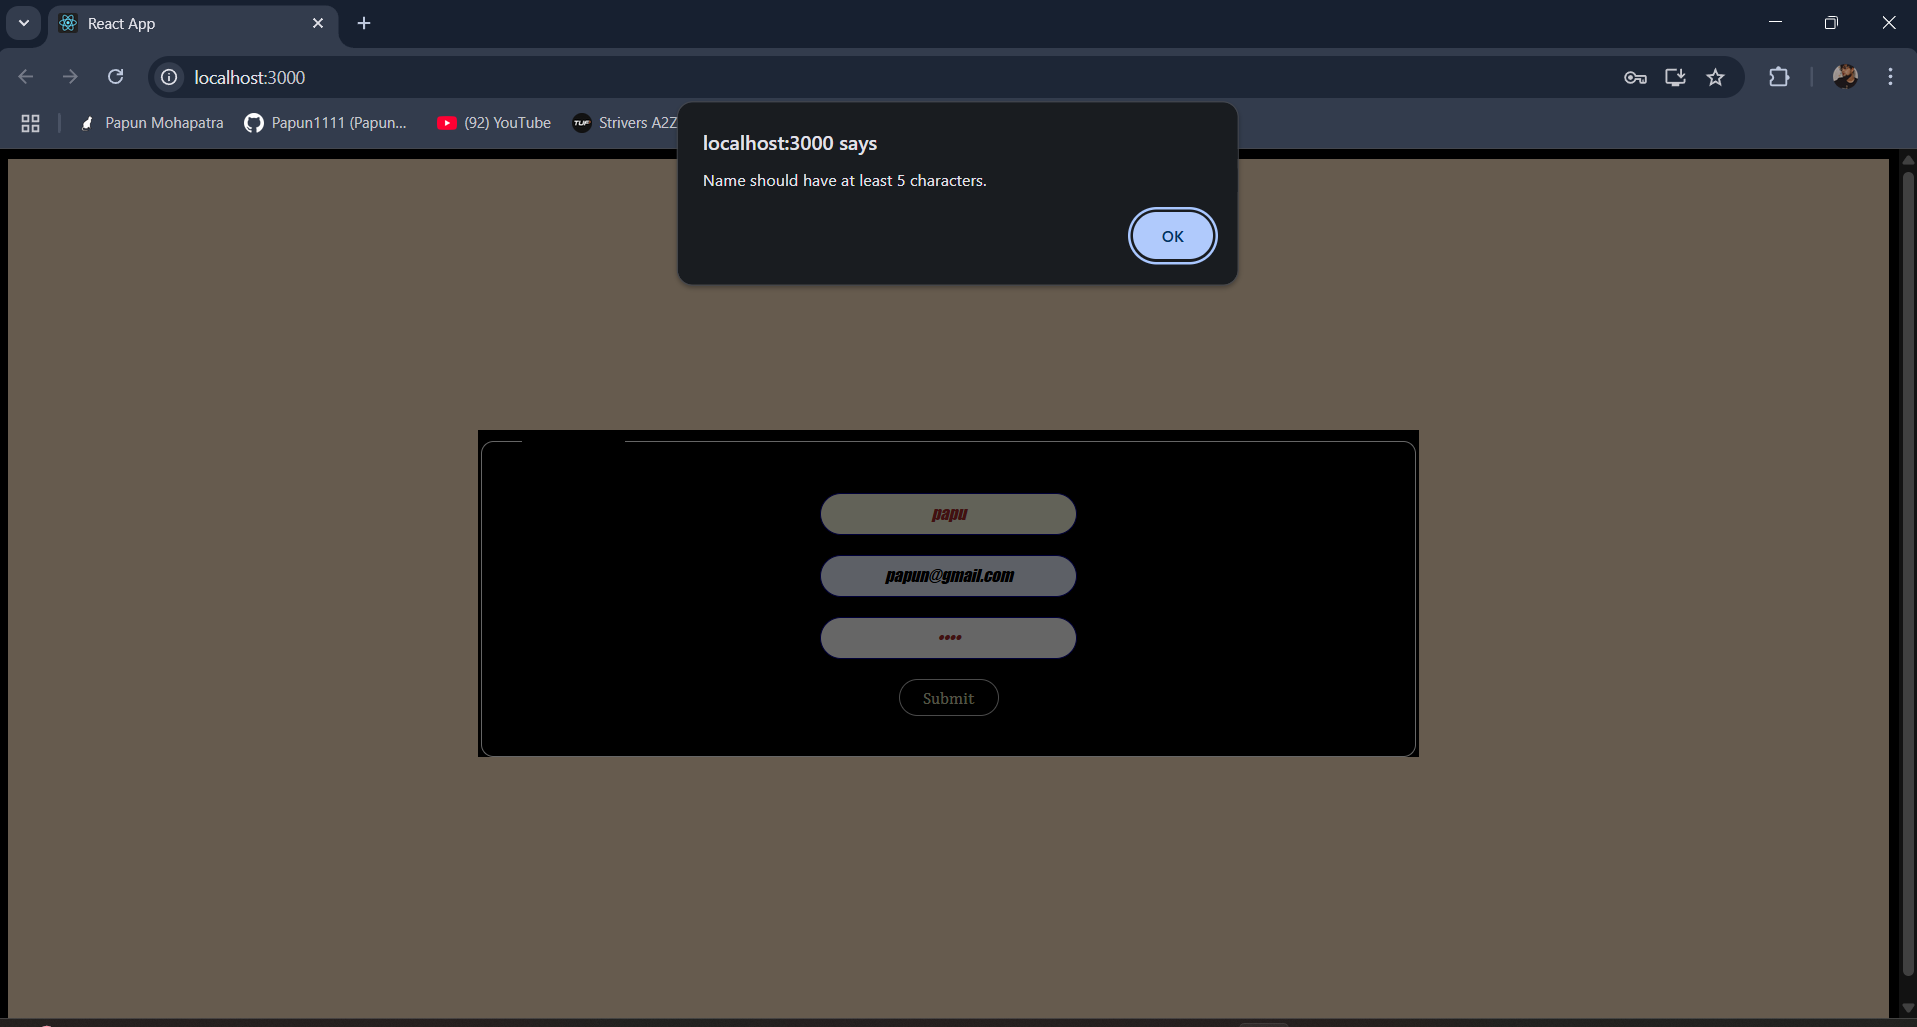 React App
localhost:3000
Papun Mohapatra
Papun1111 (Papun...
(92) YouTube
TUF
Strivers A2Z
localhost:3000 says
Name should have at least 5 characters.
OK
papu
papun@gmail.com
••••
Submit